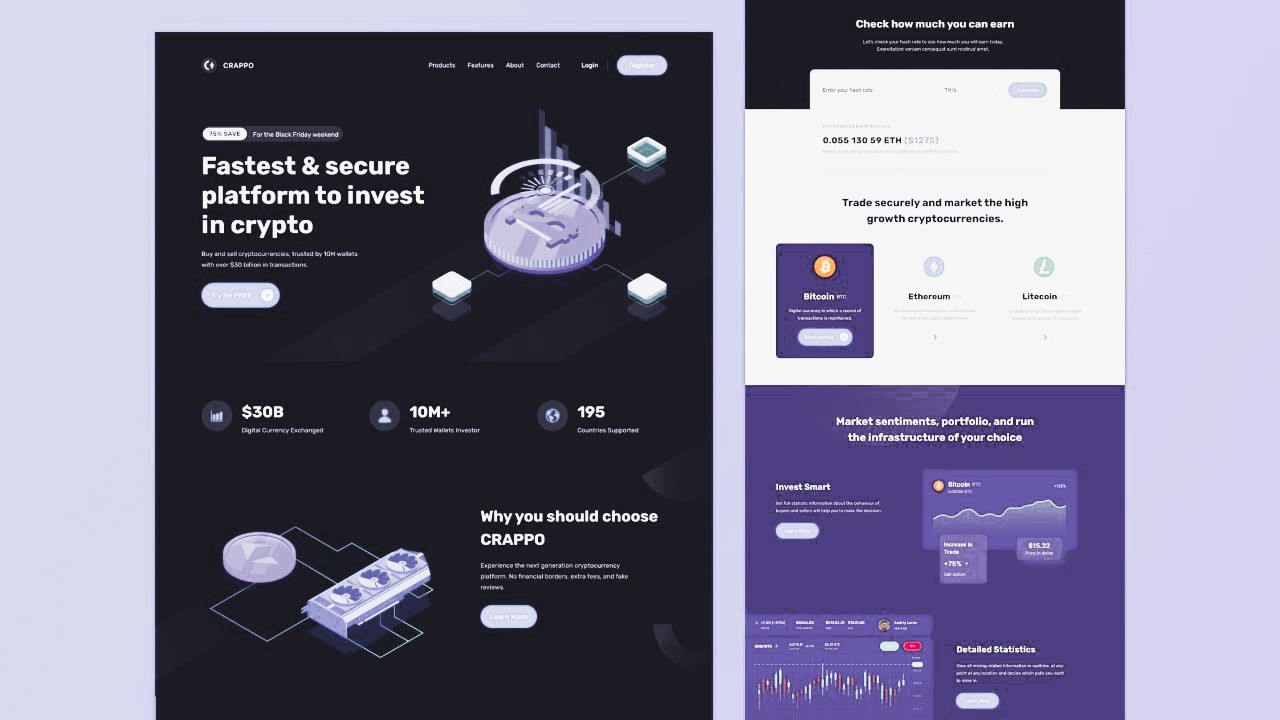 CRAPPO
Products Features About Contact Login Register
75% SAVE For the Black Friday weekend
Fastest & secure
platform to invest
in crypto
Buy and sell cryptocurrencies, trusted by 10M wallets
with over $30 billion in transactions.
Try for FREE
$30B
Digital Currency Exchanged
10M+
Trusted Wallets Investor
195
Countries Supported
Why you should choose
CRAPPO
Experience the next generation cryptocurrency
platform. No financial borders, extra fees, and fake
reviews.
Learn More
Check how much you can earn
Let's check your hash rate to see how much you will earn today,
Exercitation veniam consequat sunt nostrud amet.
Enter your hash rate TH/s Calculate
0.055 130 59 ETH ($1275)
Trade securely and market the high
growth cryptocurrencies.
Bitcoin BTC
Digital currency in which a record of
transactions is maintained.
Start mining
Ethereum
Litecoin
Market sentiments, portfolio, and run
the infrastructure of your choice
Invest Smart
Get full statistic information about the behaviour of
buyers and sellers will help you to make the decision.
Learn More
Bitcoin BTC
+125%
Increase in
Trade
+75%
Sell option
$15.32
Price in dollar
Detailed Statistics
View all mining related information in realtime, at any
point at any location and decide which polls you want
to mine in.
Learn More